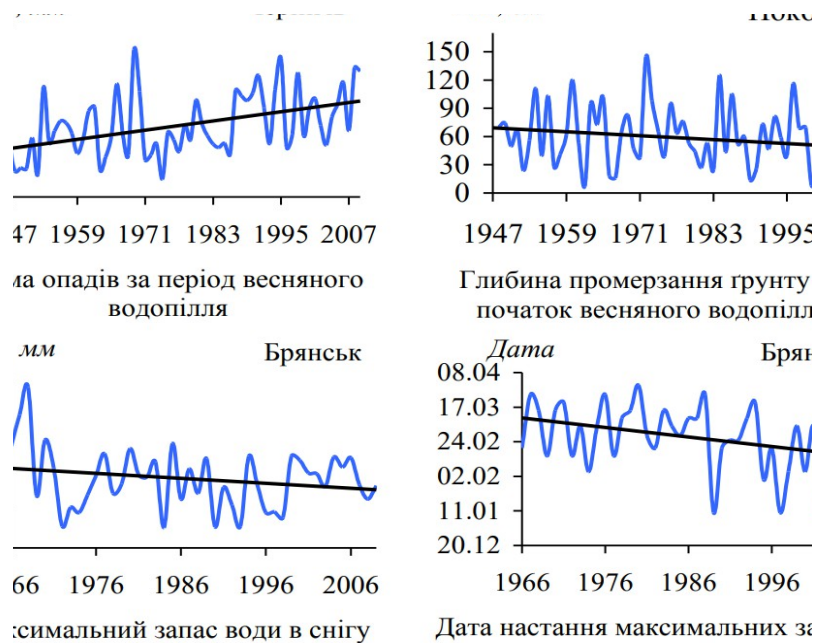 150
120
90
60
30
0
47 1959 1971 1983 1995 2007
1947 1959 1971 1983 1995
ма опадів за період весняного
водопілля
Глибина промерзання ґрунту
початок весняного водопілл
мм
Брянськ
Дата
Брян
08.04
17.03
24.02
02.02
11.01
20.12
66 1976 1986 1996 2006
1966 1976 1986 1996
ксимальний запас води в снігу
Дата настання максимальних за